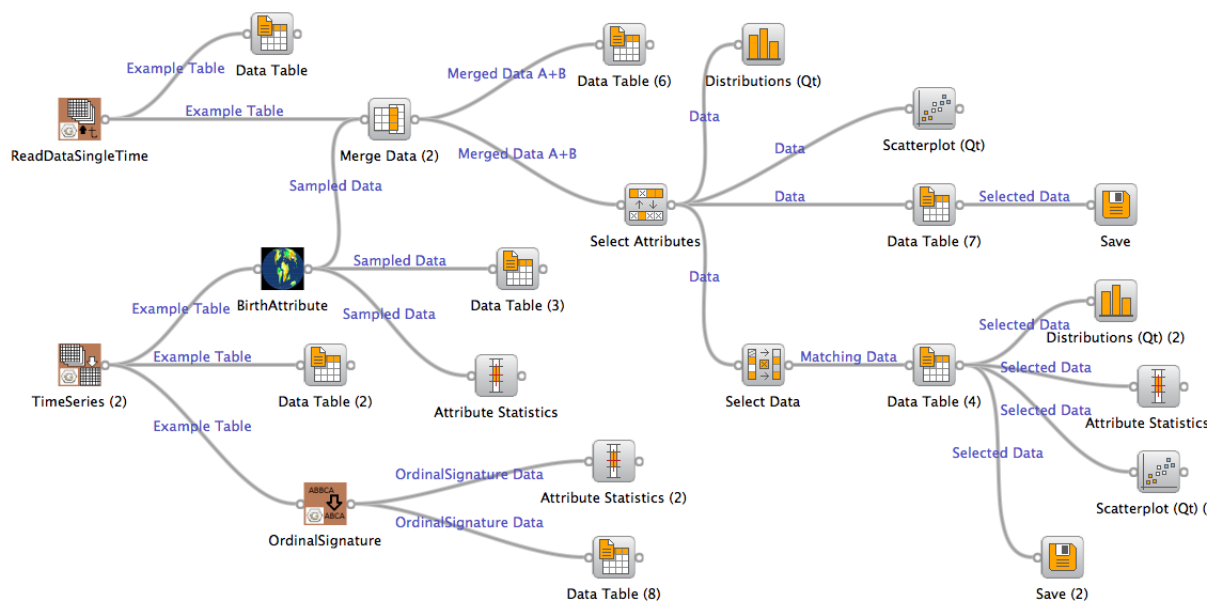 Example Table
Data Table
Example Table
ReadDataSingleTime
Merge Data (2)
Merged Data A+B
Data Table (6)
Merged Data A+B
Sampled Data
Select Attributes
Distributions (Qt)
Data
Data
Scatterplot (Qt)
Data
Data Table (7)
Selected Data
Save
Data
BirthAttribute
Sampled Data
Data Table (3)
Sampled Data
Attribute Statistics
Example Table
TimeSeries (2)
Example Table
Data Table (2)
Example Table
Select Data
Matching Data
Data Table (4)
Selected Data
Distributions (Qt) (2)
Selected Data
Attribute Statistics
Selected Data
Scatterplot (Qt) (
Selected Data
Save (2)
ABBCA
ABCA
OrdinalSignature
OrdinalSignature Data
Attribute Statistics (2)
OrdinalSignature Data
Data Table (8)